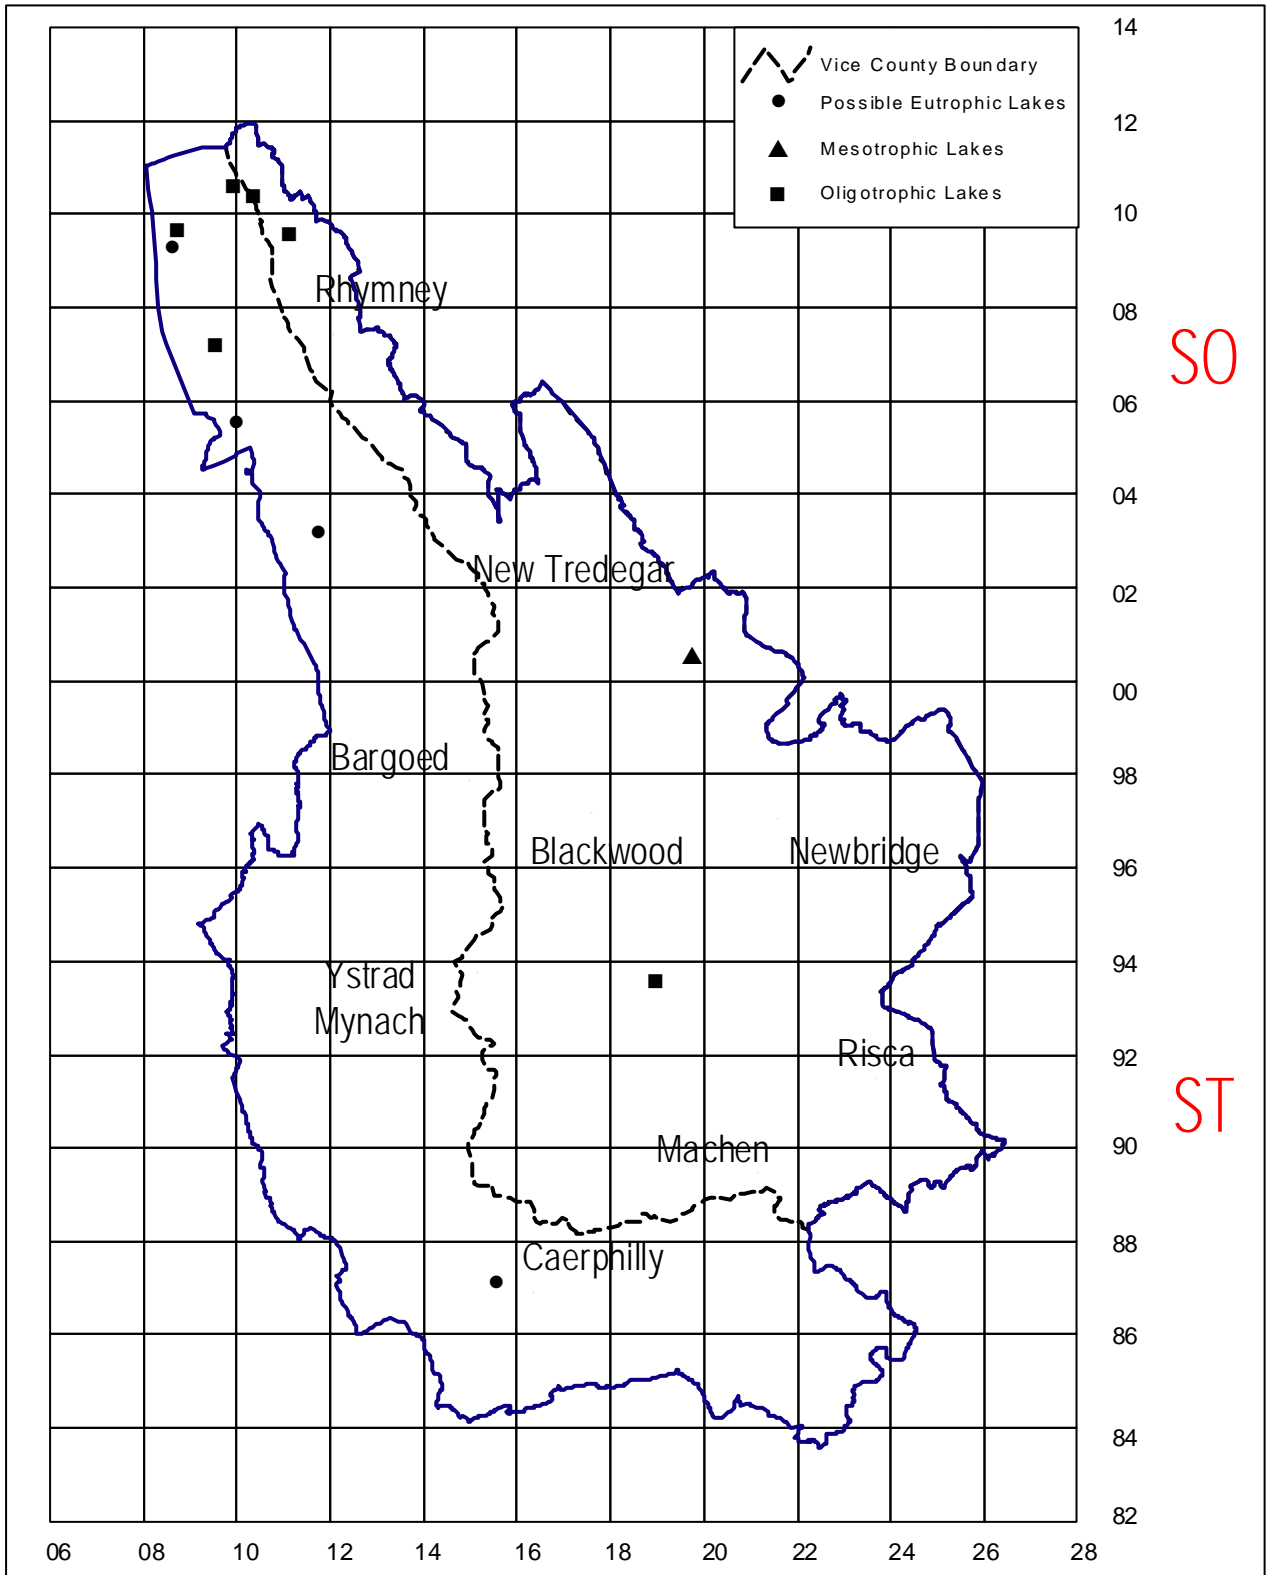 14
Vice County Boundary
Possible Eutrophic Lakes
12
Mesotrophic Lakes
Oligotrophic Lakes
10
Rhymney
08
SO
06
04
New Tredegar
02
00
Bargoed
98
Blackwood
Newbridge
96
94
Ystrad
Mynach
Risca
92
ST
Machen
90
88
Caerphilly
86
84
82
06 08 10 12 14 16 18 20 22 24 26 28